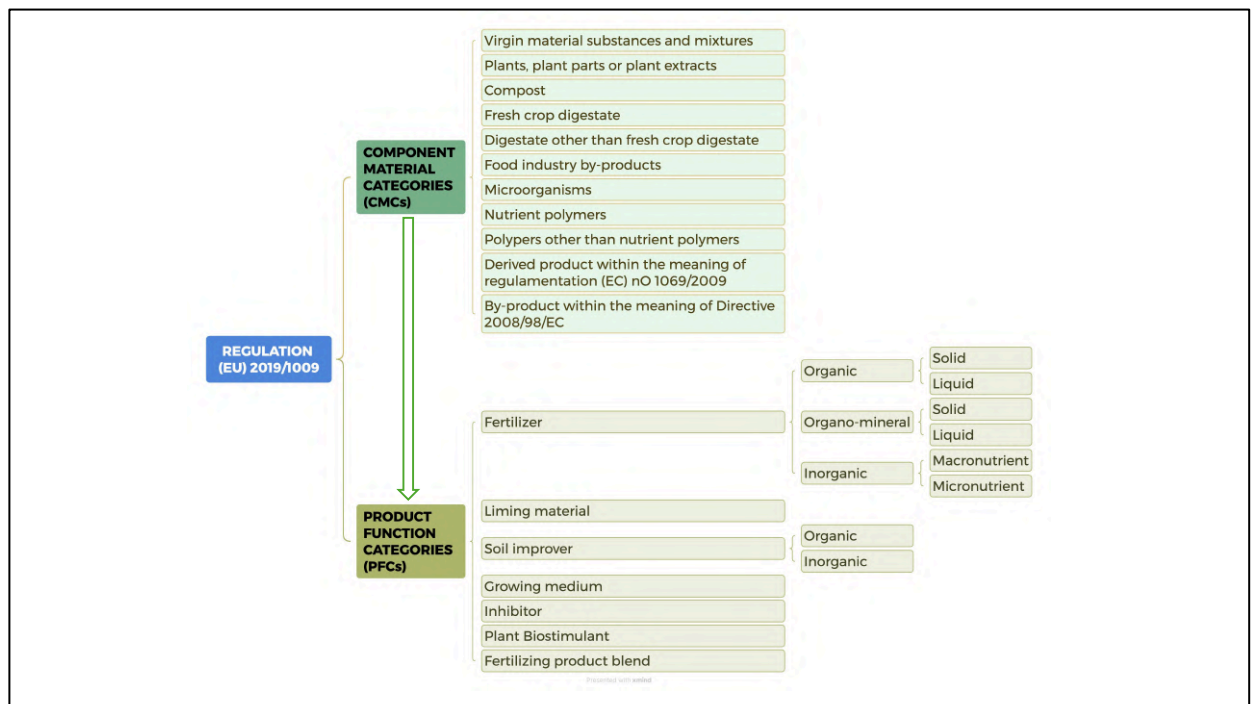 Virgin material substances and mixtures
Plants, plant parts or plant extracts
Compost
Fresh crop digestate
Digestate other than fresh crop digestate
COMPONENT
MATERIAL
CATEGORIES
(CMCs)
Food industry by-products
Microorganisms
Nutrient polymers
Polypers other than nutrient polymers
Derived product within the meaning of
regulamentation (EC) nO 1069/2009
By-product within the meaning of Directive
2008/98/EC
REGULATION
(EU) 2019/1009
PRODUCT
FUNCTION
CATEGORIES
(PFCs)
Fertilizer
Organic
Solid
Liquid
Organo-mineral
Solid
Liquid
Inorganic
Macronutrient
Micronutrient
Liming material
Soil improver
Organic
Inorganic
Growing medium
Inhibitor
Plant Biostimulant
Fertilizing product blend
Presented with xmind